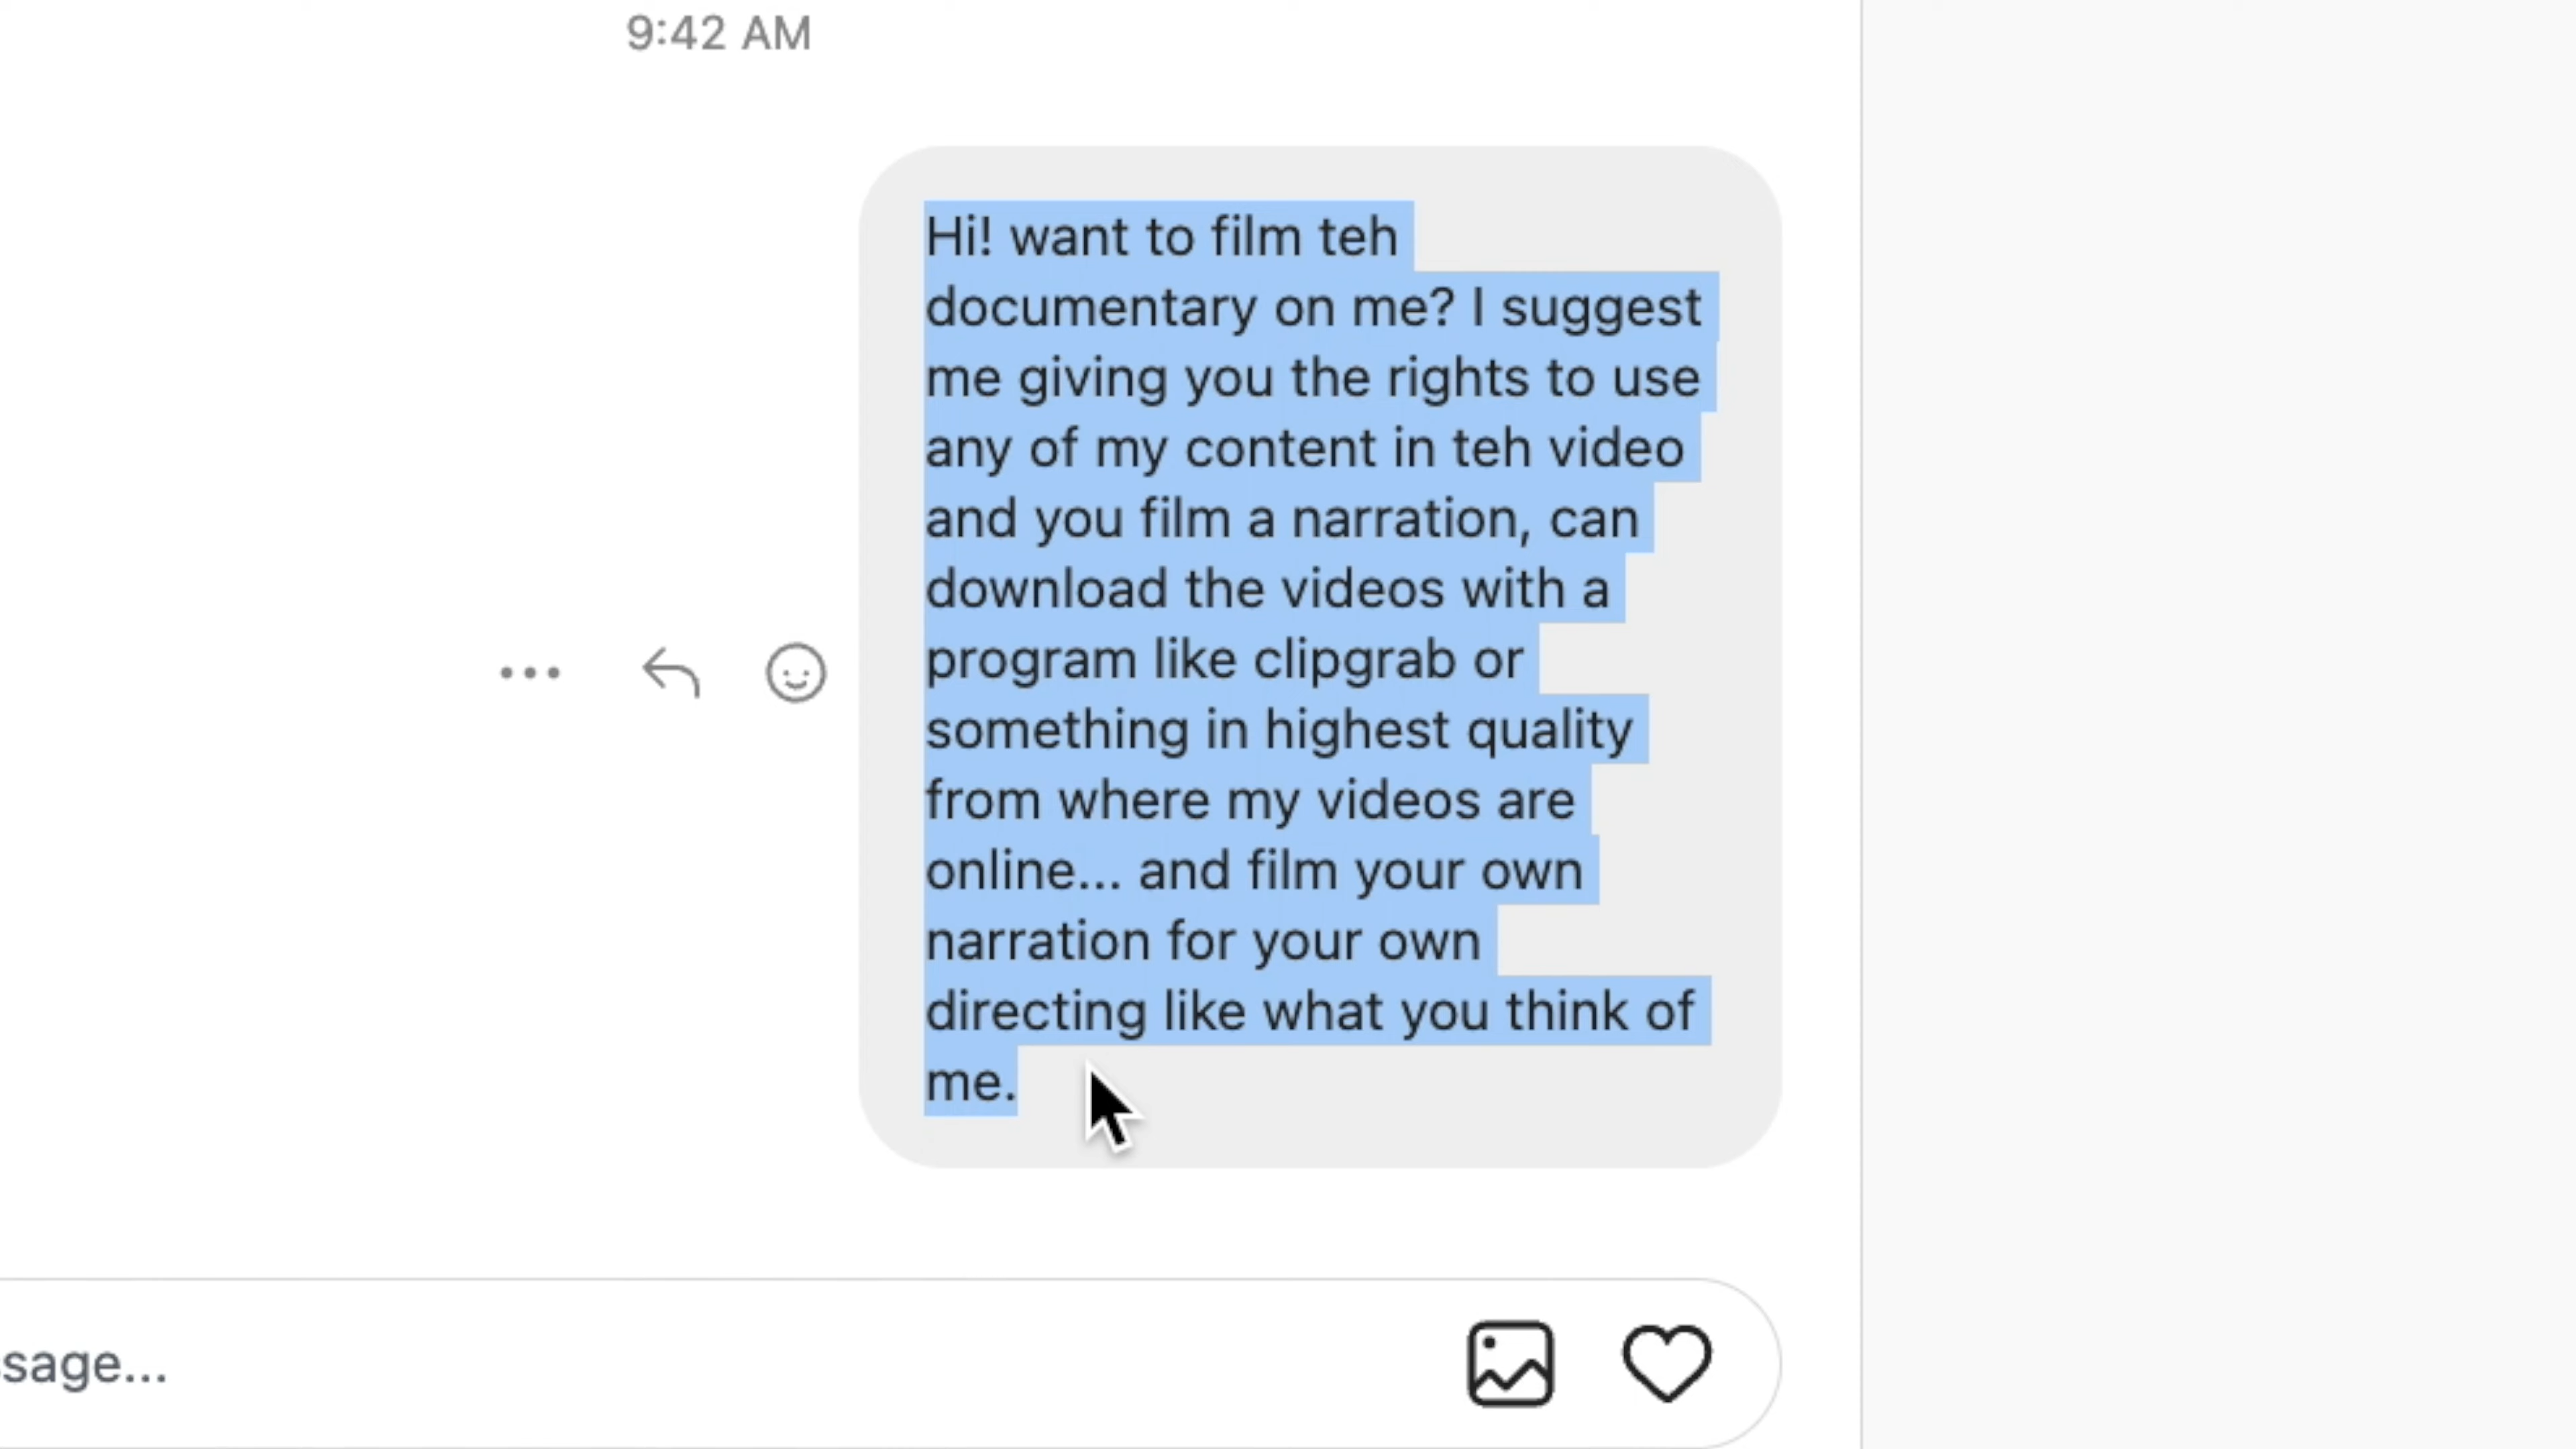 9:42 AM
Hi! want to film teh
documentary on me? I suggest
me giving you the rights to use
any of my content in teh video
and you film a narration, can
download the videos with a
program like clipgrab or
something in highest quality
from where my videos are
online... and film your own
narration for your own
directing like what you think of
me.
sage...